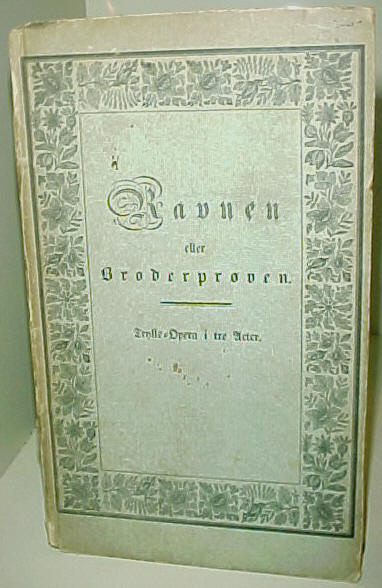 Ravnen
eller
Broderprøven.
Trylle-Opera i tre Acter.